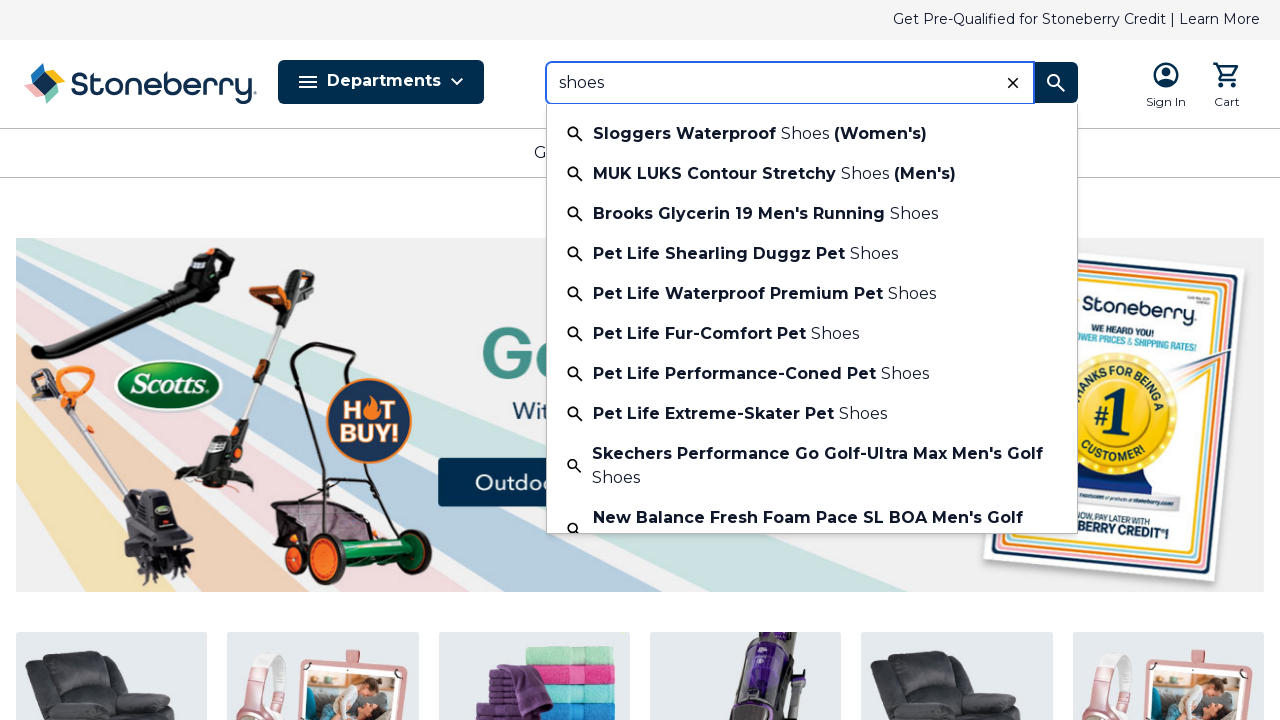 Get Pre-Qualified for Stoneberry Credit | Learn More
Stoneberry
Departments
shoes
Sign In
Cart
G
Sloggers Waterproof Shoes (Women's)
MUK LUKS Contour Stretchy Shoes (Men's)
Brooks Glycerin 19 Men's Running Shoes
Pet Life Shearling Duggz Pet Shoes
Pet Life Waterproof Premium Pet Shoes
Pet Life Fur-Comfort Pet Shoes
Pet Life Performance-Coned Pet Shoes
Pet Life Extreme-Skater Pet Shoes
Skechers Performance Go Golf-Ultra Max Men's Golf
Shoes
New Balance Fresh Foam Pace SL BOA Men's Golf
Scotts
HOT
BUY!
Ge
Wit
Outdoo
Stoneberry
WE HEARD YOU!
OWER PRICES & SHIPPING RATES!
HANKS FOR BEING A
#1
CUSTOMER!
NOW, PAY LATER WITH
BERRY CREDIT!